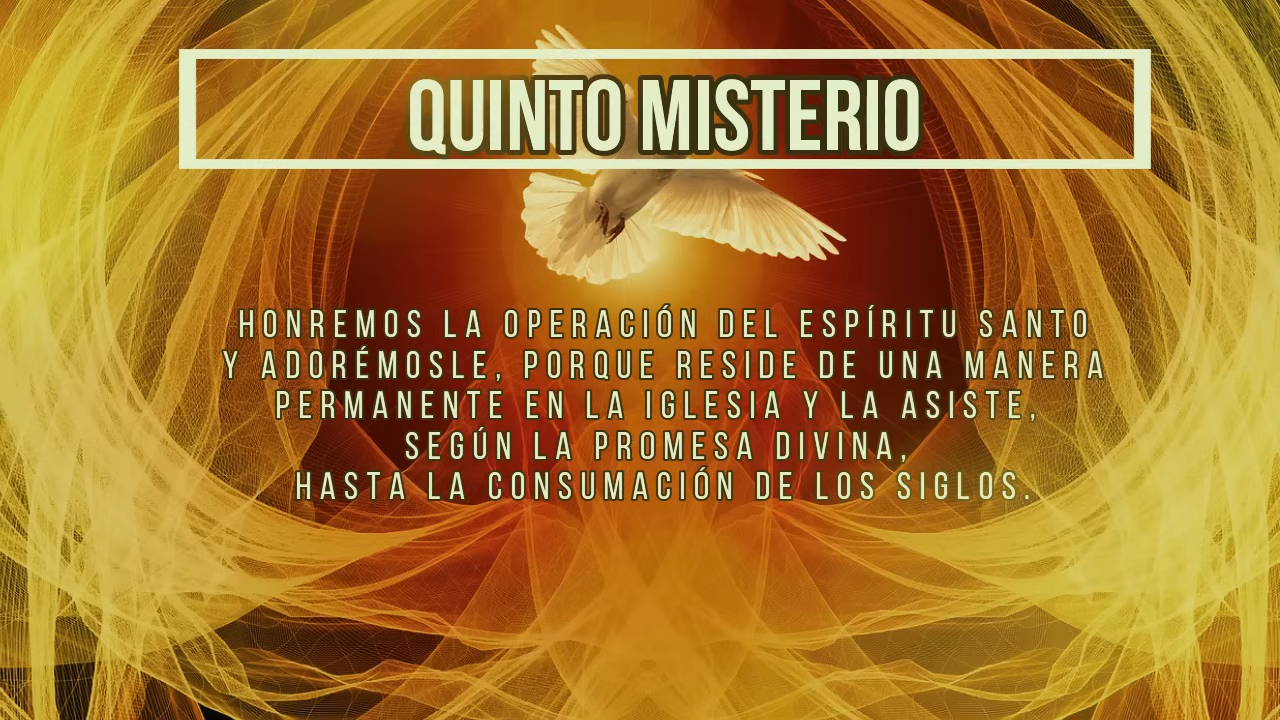 QUINTO MISTERIO
HONREMOS LA OPERACIÓN DEL ESPÍRITU SANTO
Y ADORÉMOSLE, PORQUE RESIDE DE UNA MANERA
PERMANENTE EN LA IGLESIA Y LA ASISTE,
SEGÚN LA PROMESA DIVINA,
HASTA LA CONSUMACIÓN DE LOS SIGLOS.